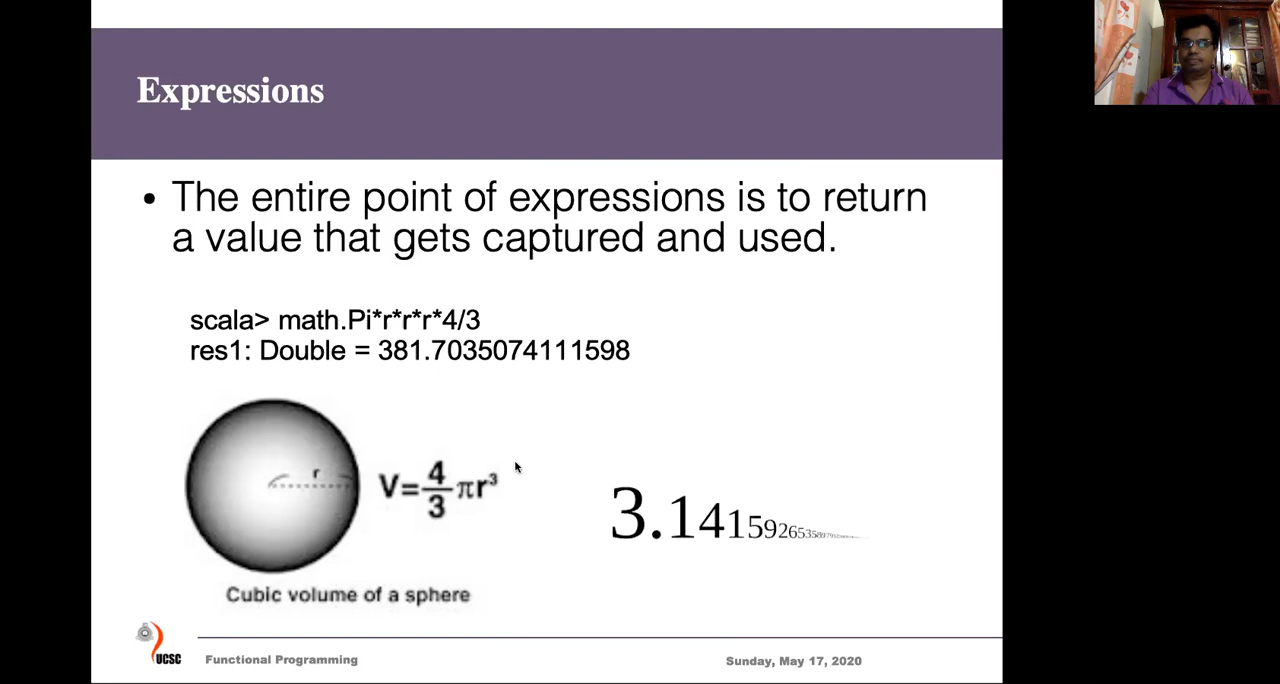 Expressions
• The entire point of expressions is to return
a value that gets captured and used.
scala> math.Pi*r*r*r*4/3
res1: Double = 381.7035074111598
r
V=4/3 πr³
3.14159265358979
Cubic volume of a sphere
UCSC
Functional Programming
Sunday, May 17, 2020